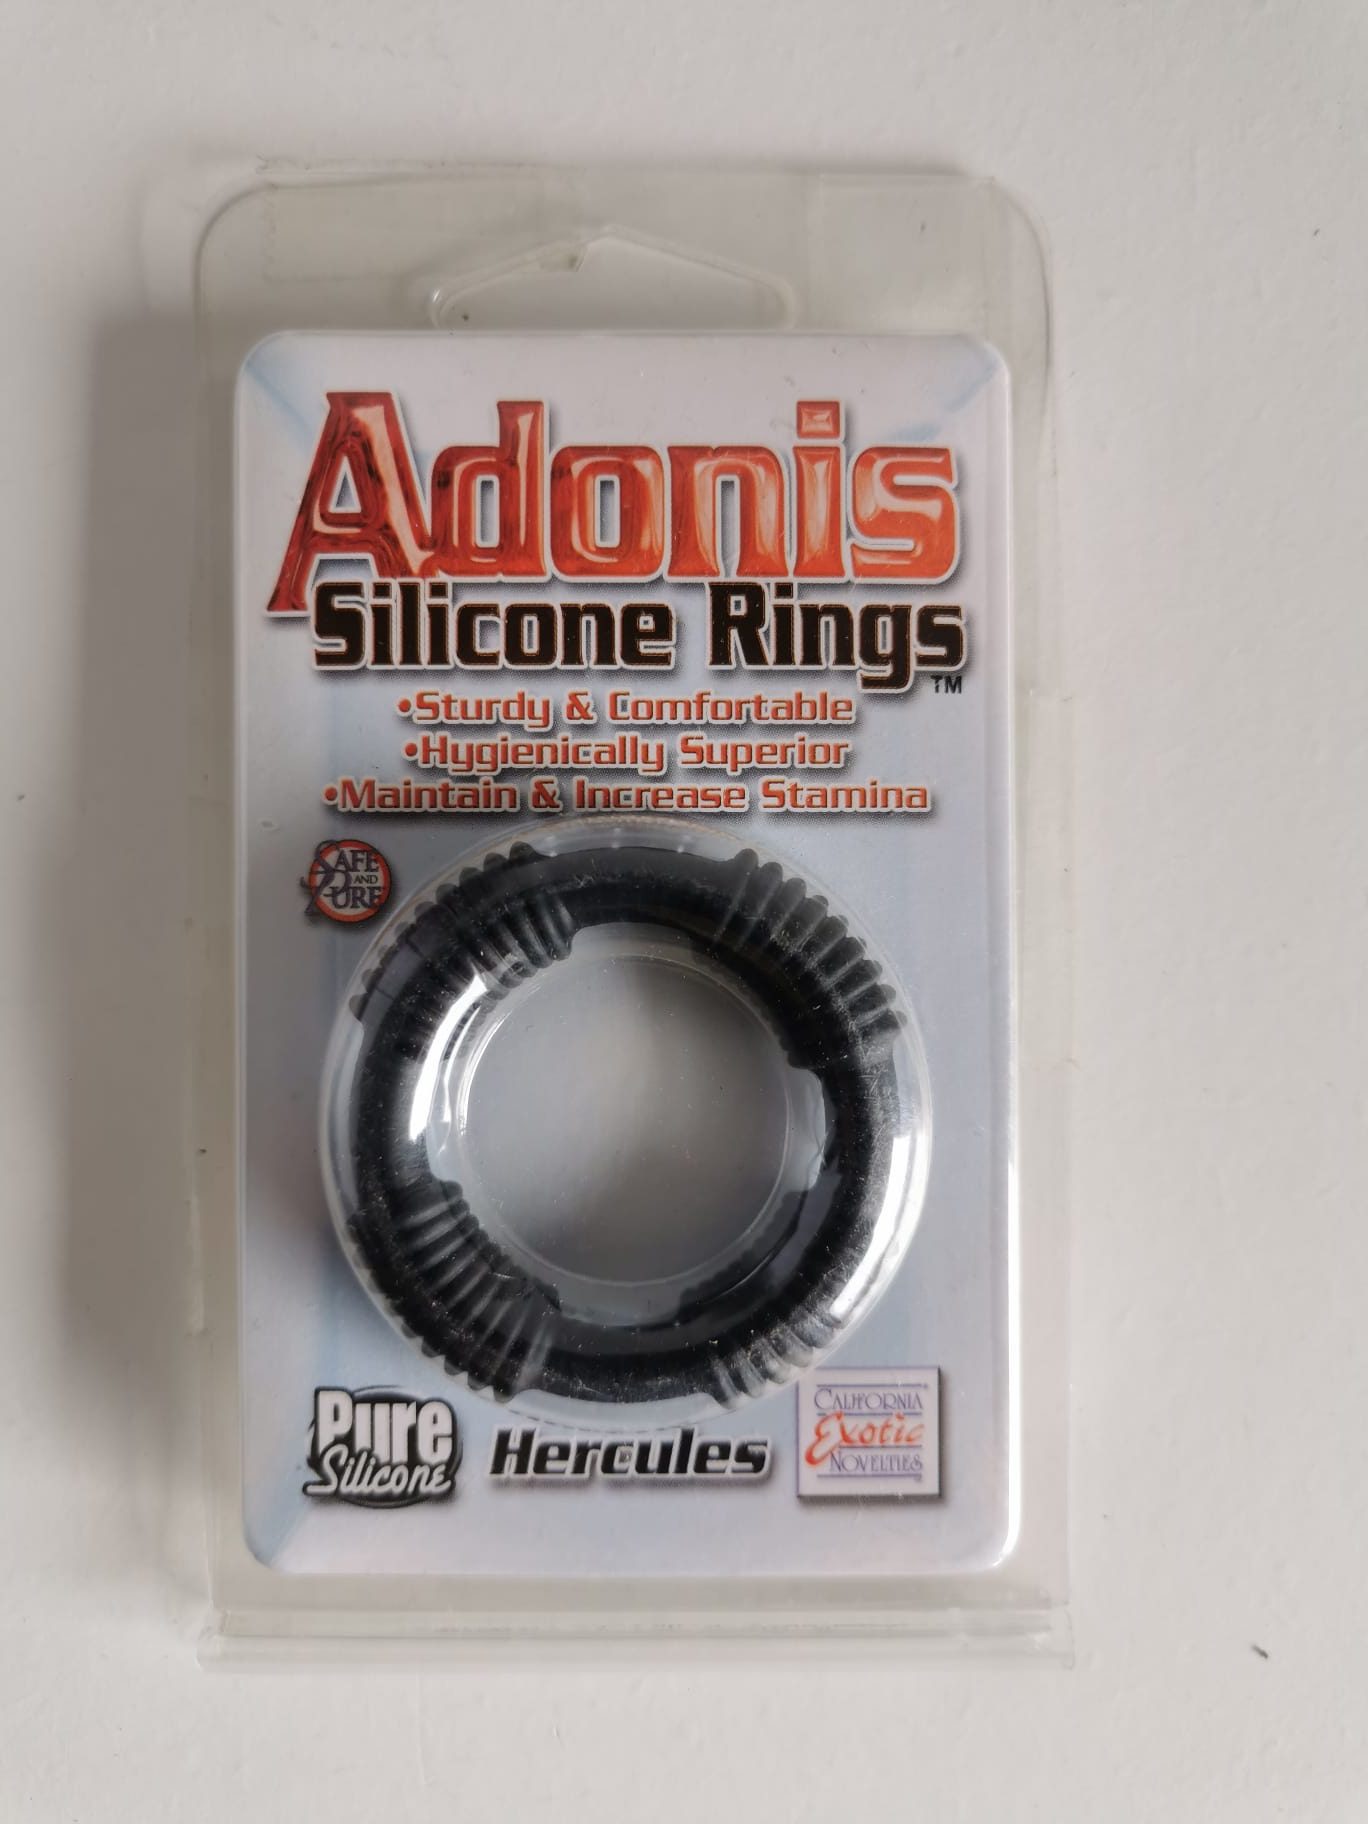 Adonis
Silicone Rings
TM
•Sturdy & Comfortable
•Hygienically Superior
•Maintain & Increase Stamina
SAFE
AND
PURE
Pure
Silicone
Hercules
CALIFORNIA
Exotic
NOVELTIES